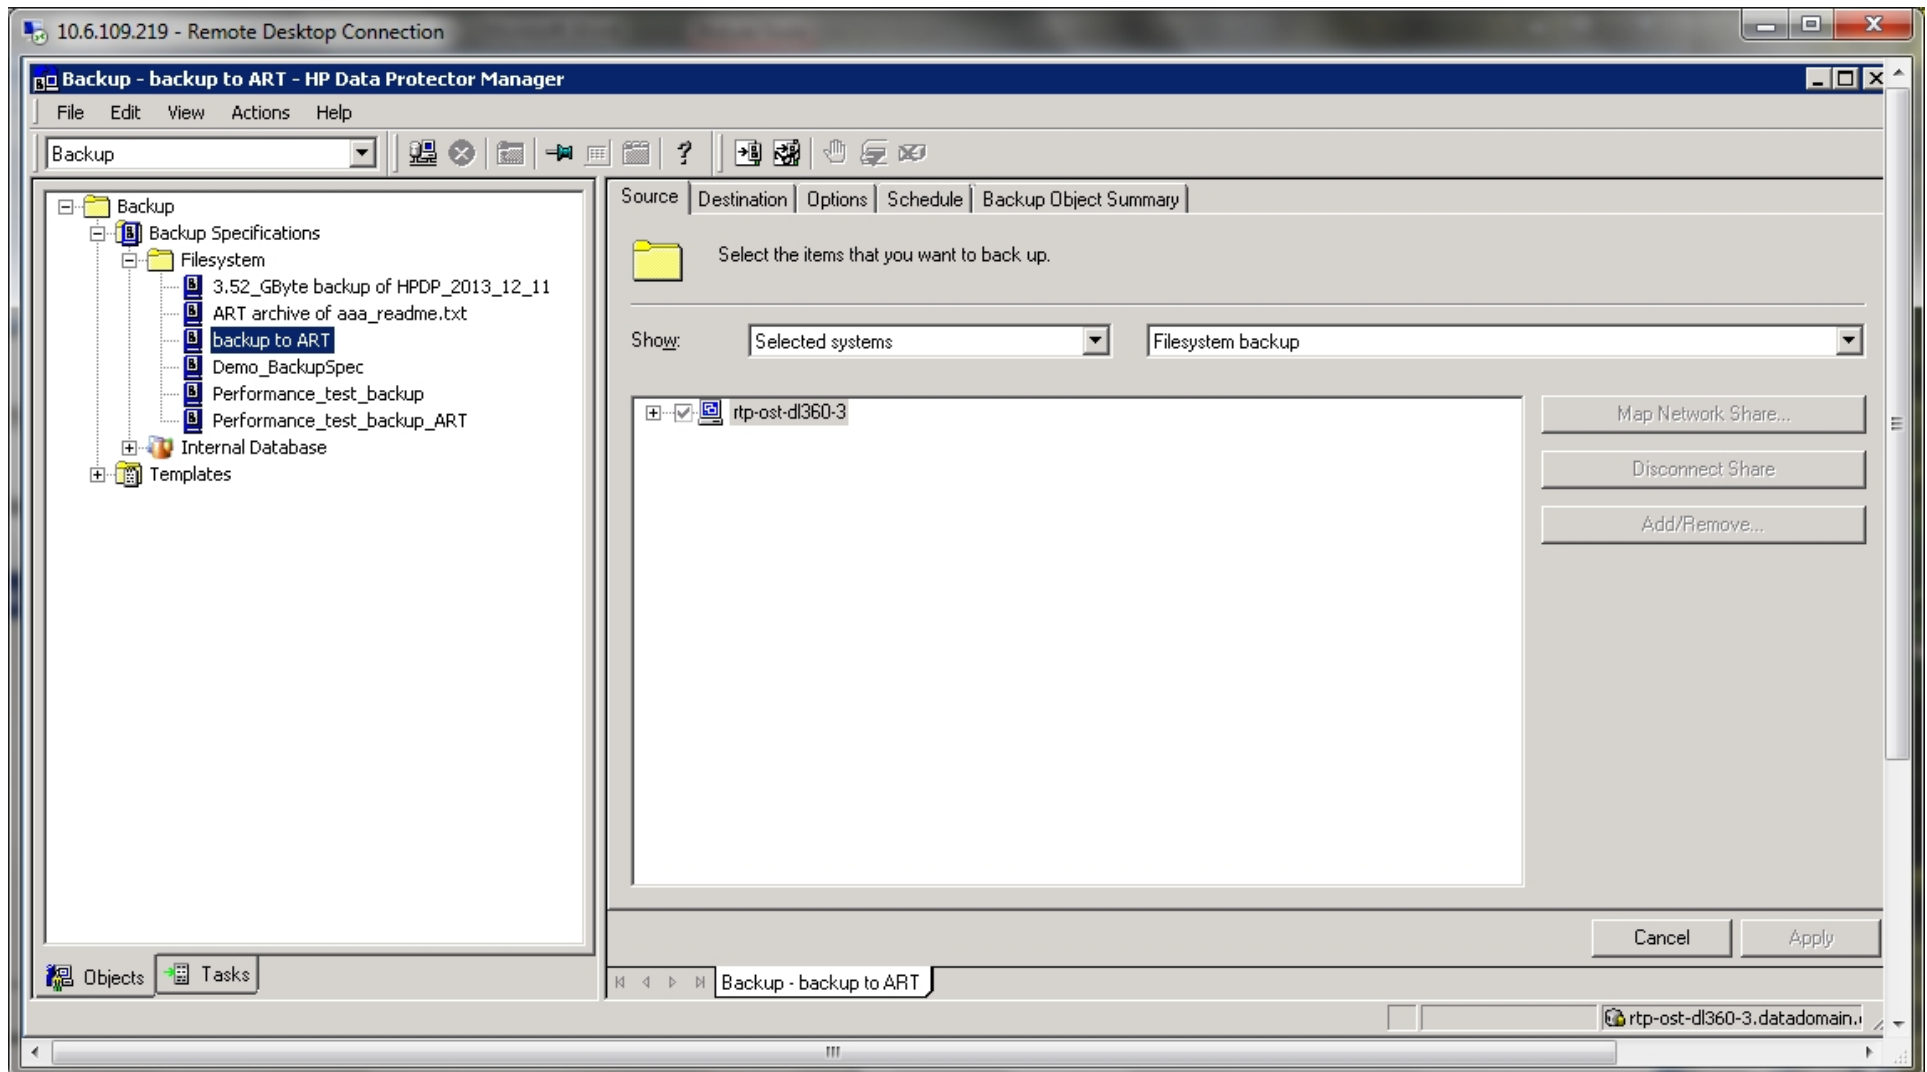 10.6.109.219 - Remote Desktop Connection
Backup - backup to ART - HP Data Protector Manager
File Edit View Actions Help
Backup
Backup
Backup Specifications
Filesystem
3.52_GByte backup of HPDP_2013_12_11
ART archive of aaa_readme.txt
backup to ART
Demo_BackupSpec
Performance_test_backup
Performance_test_backup_ART
Internal Database
Templates
Objects Tasks
Source Destination Options Schedule Backup Object Summary
Select the items that you want to back up.
Show: Selected systems Filesystem backup
rtp-ost-dl360-3
Map Network Share...
Disconnect Share
Add/Remove...
Cancel Apply
Backup - backup to ART
rtp-ost-dl360-3.datadomain.